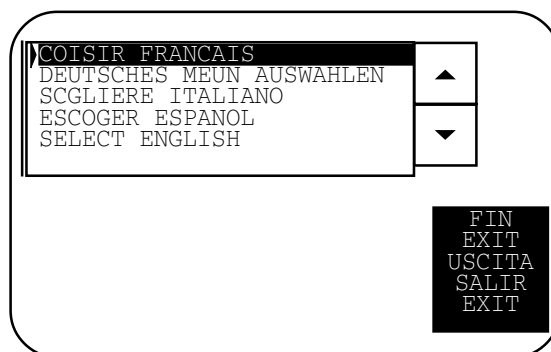 COISIR FRANCAIS
DEUTSCHES MEUN AUSWAHLEN
SCGLIERE ITALIANO
ESCOGER ESPANOL
SELECT ENGLISH
FIN
EXIT
USCITA
SALIR
EXIT